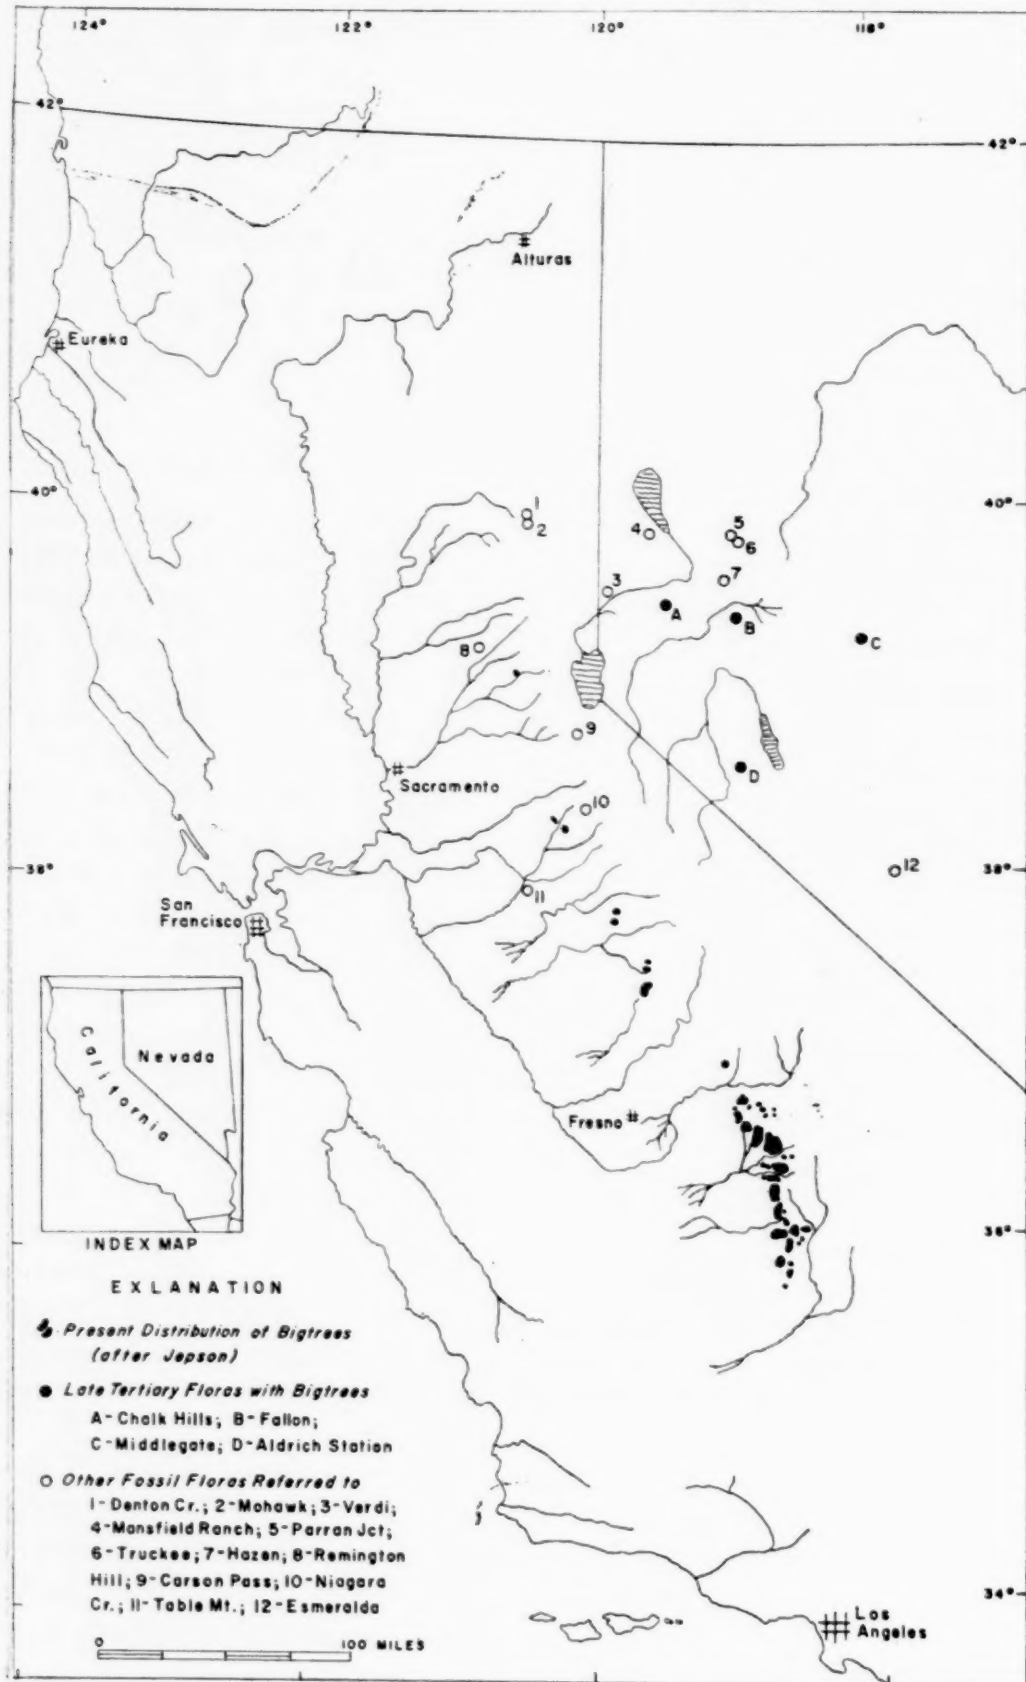 124° 122° 120° 118°
42°
42°
Alturas
Eureka
40°
40°
1
2
3
4
5
6
7
A
B
C
8
9
D
Sacramento
10
38°
38°
12
11
San
Francisco
California
Nevada
Fresno
INDEX MAP
36°
EXLANATION
Present Distribution of Bigtrees
(after Jepson)
Late Tertiary Floras with Bigtrees
A-Chalk Hills; B-Fallon;
C-Middlegate; D-Aldrich Station
Other Fossil Floras Referred to
1-Denton Cr.; 2-Mohawk; 3-Verdi;
4-Mansfield Ranch; 5-Parran Jct;
6-Truckee; 7-Hazen; 8-Remington
Hill; 9-Carson Pass; 10-Niagara
Cr.; 11-Table Mt.; 12-Esmeralda
34°
0 100 MILES
Los
Angeles